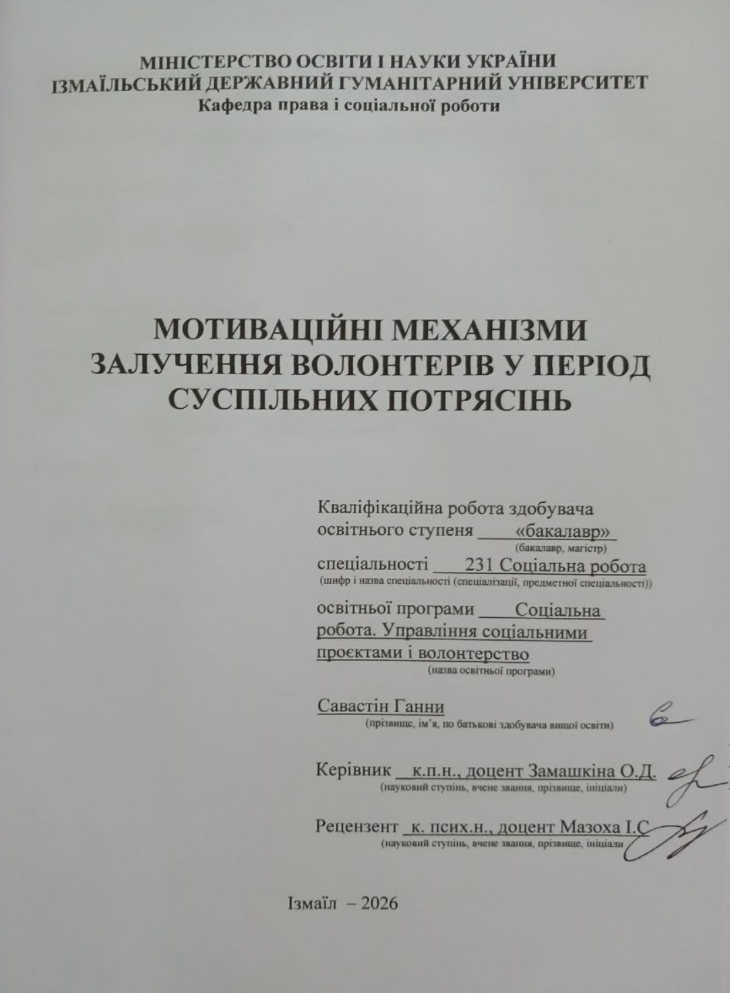 МІНІСТЕРСТВО ОСВІТИ І НАУКИ УКРАЇНИ
ІЗМАЇЛЬСЬКИЙ ДЕРЖАВНИЙ ГУМАНІТАРНИЙ УНІВЕРСИТЕТ
Кафедра права і соціальної роботи
МОТИВАЦІЙНІ МЕХАНІЗМИ
ЗАЛУЧЕННЯ ВОЛОНТЕРІВ У ПЕРІОД
СУСПІЛЬНИХ ПОТРЯСІНЬ
Кваліфікаційна робота здобувача
освітнього ступеня «бакалавр»
(бакалавр, магістр)
спеціальності 231 Соціальна робота
(шифр і назва спеціальності (спеціалізації, предметної спеціальності))
освітньої програми Соціальна
робота. Управління соціальними
проєктами і волонтерство
(назва освітньої програми)
Савастін Ганни
(прізвище, ім’я, по батькові здобувача вищої освіти)
Керівник к.п.н., доцент Замашкіна О.Д.
(науковий ступінь, вчене звання, прізвище, ініціали)
Рецензент к. псих.н., доцент Мазоха І.С
(науковий ступінь, вчене звання, прізвище, ініціали
Ізмаїл – 2026